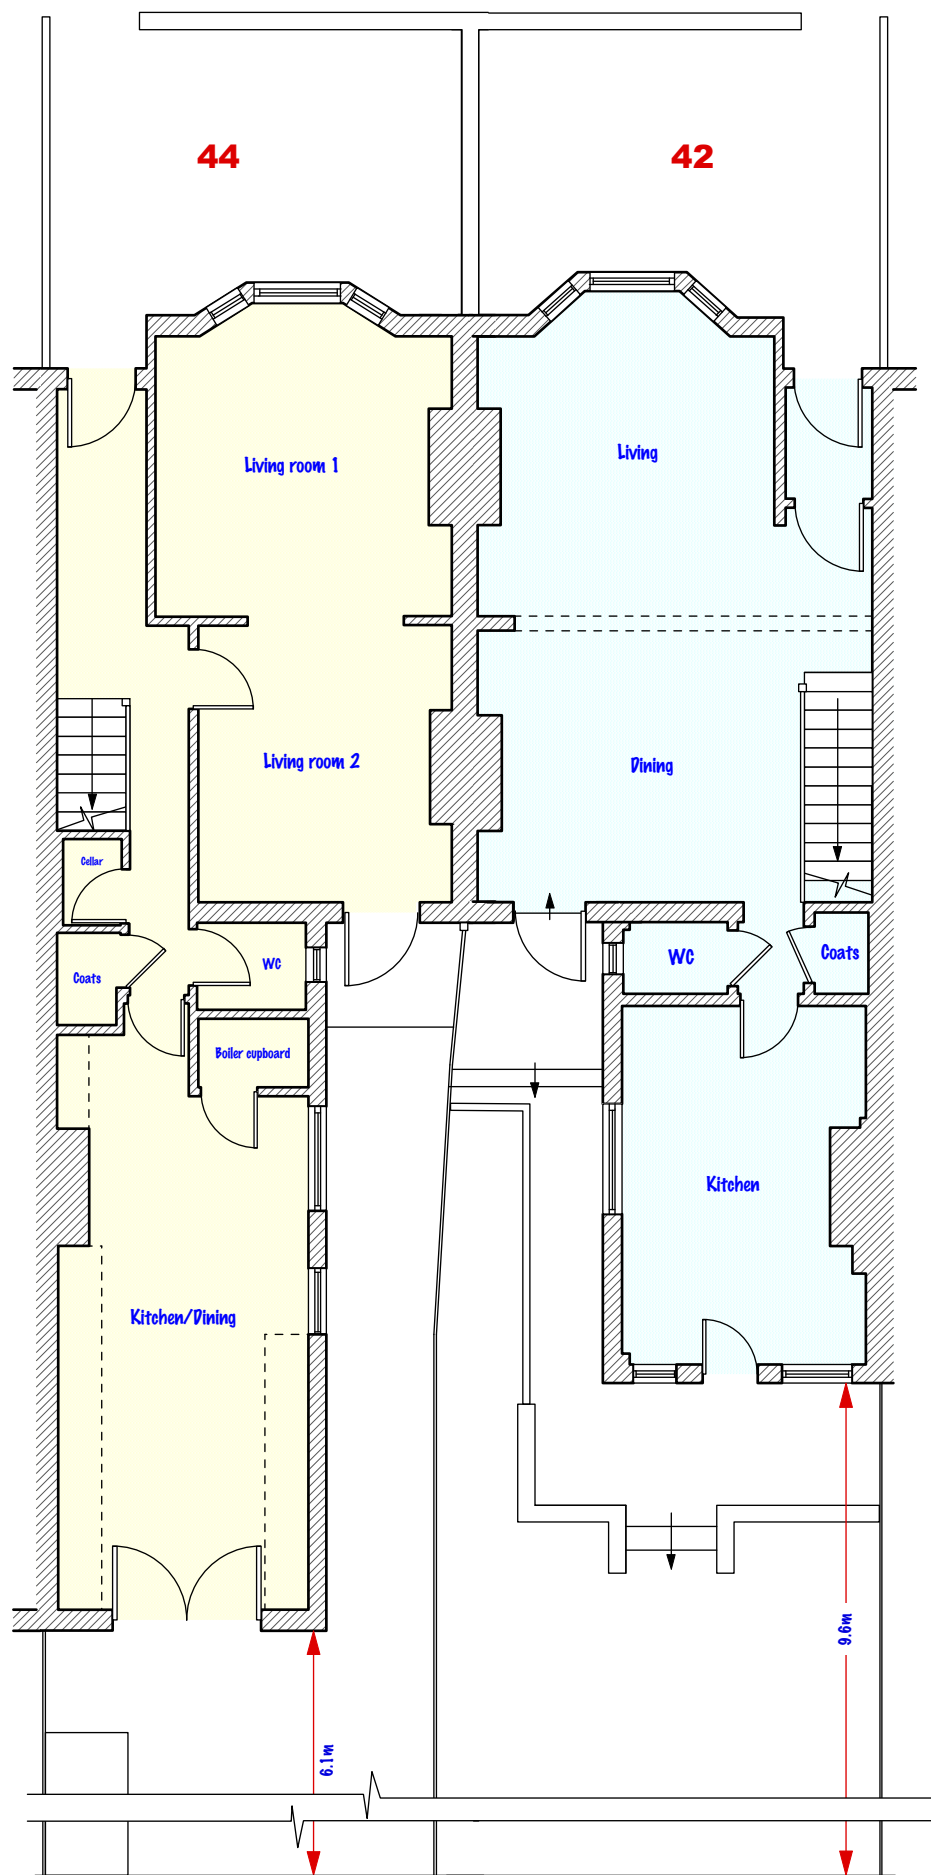 44
42
Living room 1
Living
Living room 2
Dining
Cellar
Coats
WC
WC
Coats
Boiler cupboard
Kitchen
Kitchen/Dining
9.6m
6.1m